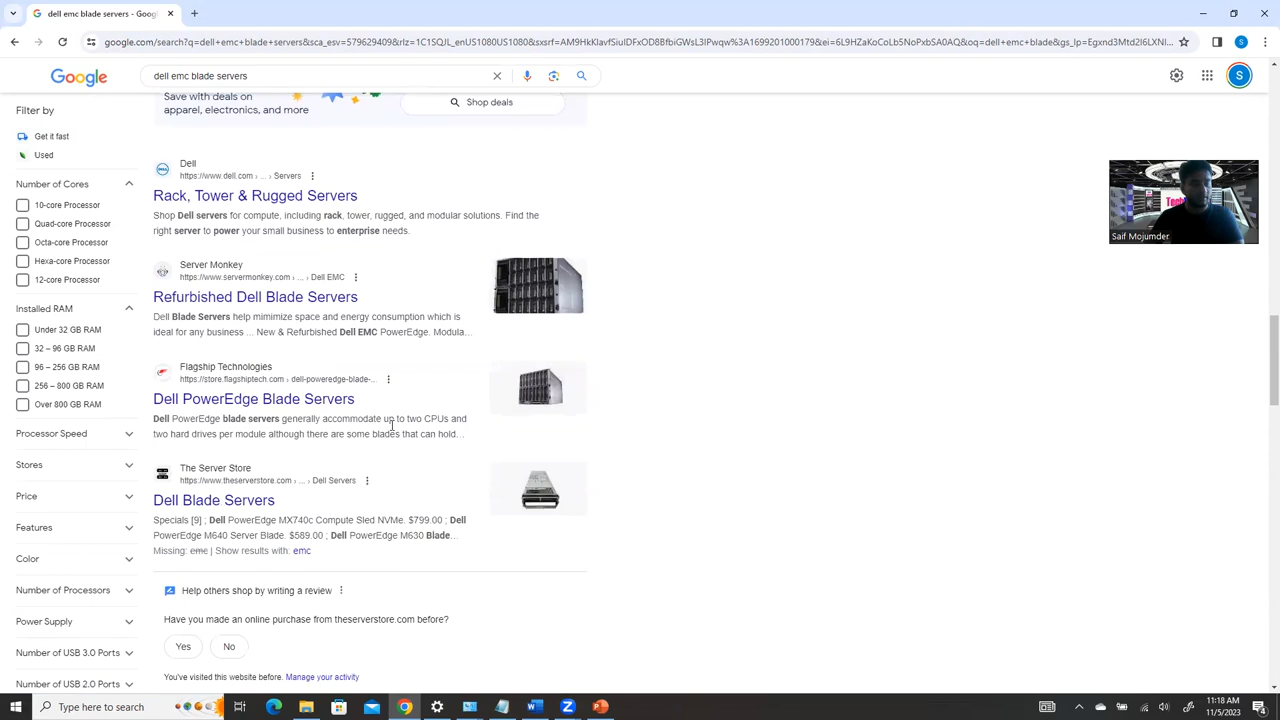 dell emc blade servers - Goo
google.com/search?q=dell+emc+blade+servers&sca_esv=579629409&rlz=1C1SQJL_enUS1080US1080&sxsrf=
Google
dell emc blade servers
S
Filter by
Get it fast
Used
Number of Cores
10-core Processor
Quad-core Processor
Octa-core Processor
Hexa-core Processor
12-core Processor
Installed RAM
Under 32 GB RAM
32 – 96 GB RAM
96 – 256 GB RAM
256 – 800 GB RAM
Over 800 GB RAM
Processor Speed
Stores
Price
Features
Color
Number of Processors
Power Supply
Number of USB 3.0 Ports
Number of USB 2.0 Ports
Save with deals on
apparel, electronics, and more
Shop deals
Dell
https://www.dell.com › ... › Servers
Rack, Tower & Rugged Servers
Shop Dell servers for compute, including rack, tower, rugged, and modular solutions. Find the
right server to power your small business to enterprise needs.
Server Monkey
https://www.servermonkey.com › ... › Dell EMC
Refurbished Dell Blade Servers
Dell Blade Servers help mimimize space and energy consumption which is
ideal for any business ... New & Refurbished Dell EMC PowerEdge. Modula...
Flagship Technologies
https://store.flagshiptech.com › dell-poweredge-blade-...
Dell PowerEdge Blade Servers
Dell PowerEdge blade servers generally accommodate up to two CPUs and
two hard drives per module although there are some blades that can hold...
The Server Store
https://www.theserverstore.com › ... › Dell Servers
Dell Blade Servers
Specials [9] ; Dell PowerEdge MX740c Compute Sled NVMe. $799.00 ; Dell
PowerEdge M640 Server Blade. $589.00 ; Dell PowerEdge M630 Blade...
Missing: emc | Show results with: emc
Help others shop by writing a review
Have you made an online purchase from theserverstore.com before?
Yes
No
You've visited this website before. Manage your activity
Tech
Saif Mojumder
Type here to search
11:18 AM
11/5/2023